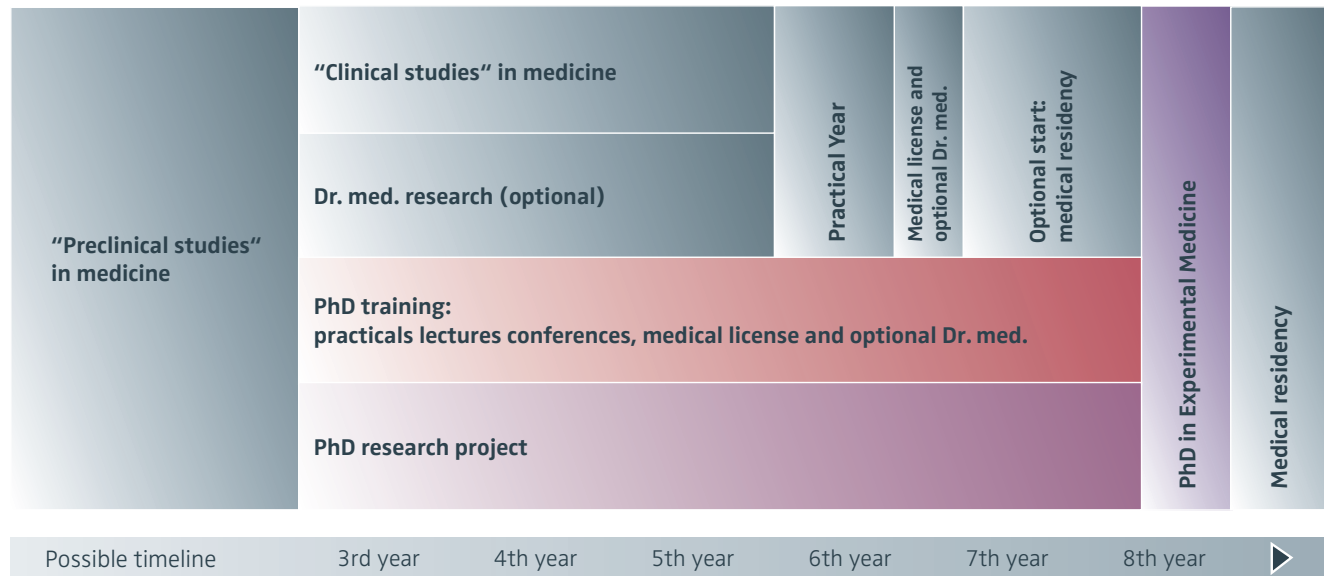 “Preclinical studies“
in medicine
“Clinical studies“ in medicine
Dr. med. research (optional)
Practical Year
Medical license and
optional Dr. med.
Optional start:
medical residency
PhD training:
practicals lectures conferences, medical license and optional Dr. med.
PhD research project
PhD in Experimental Medicine
Medical residency
Possible timeline 3rd year 4th year 5th year 6th year 7th year 8th year